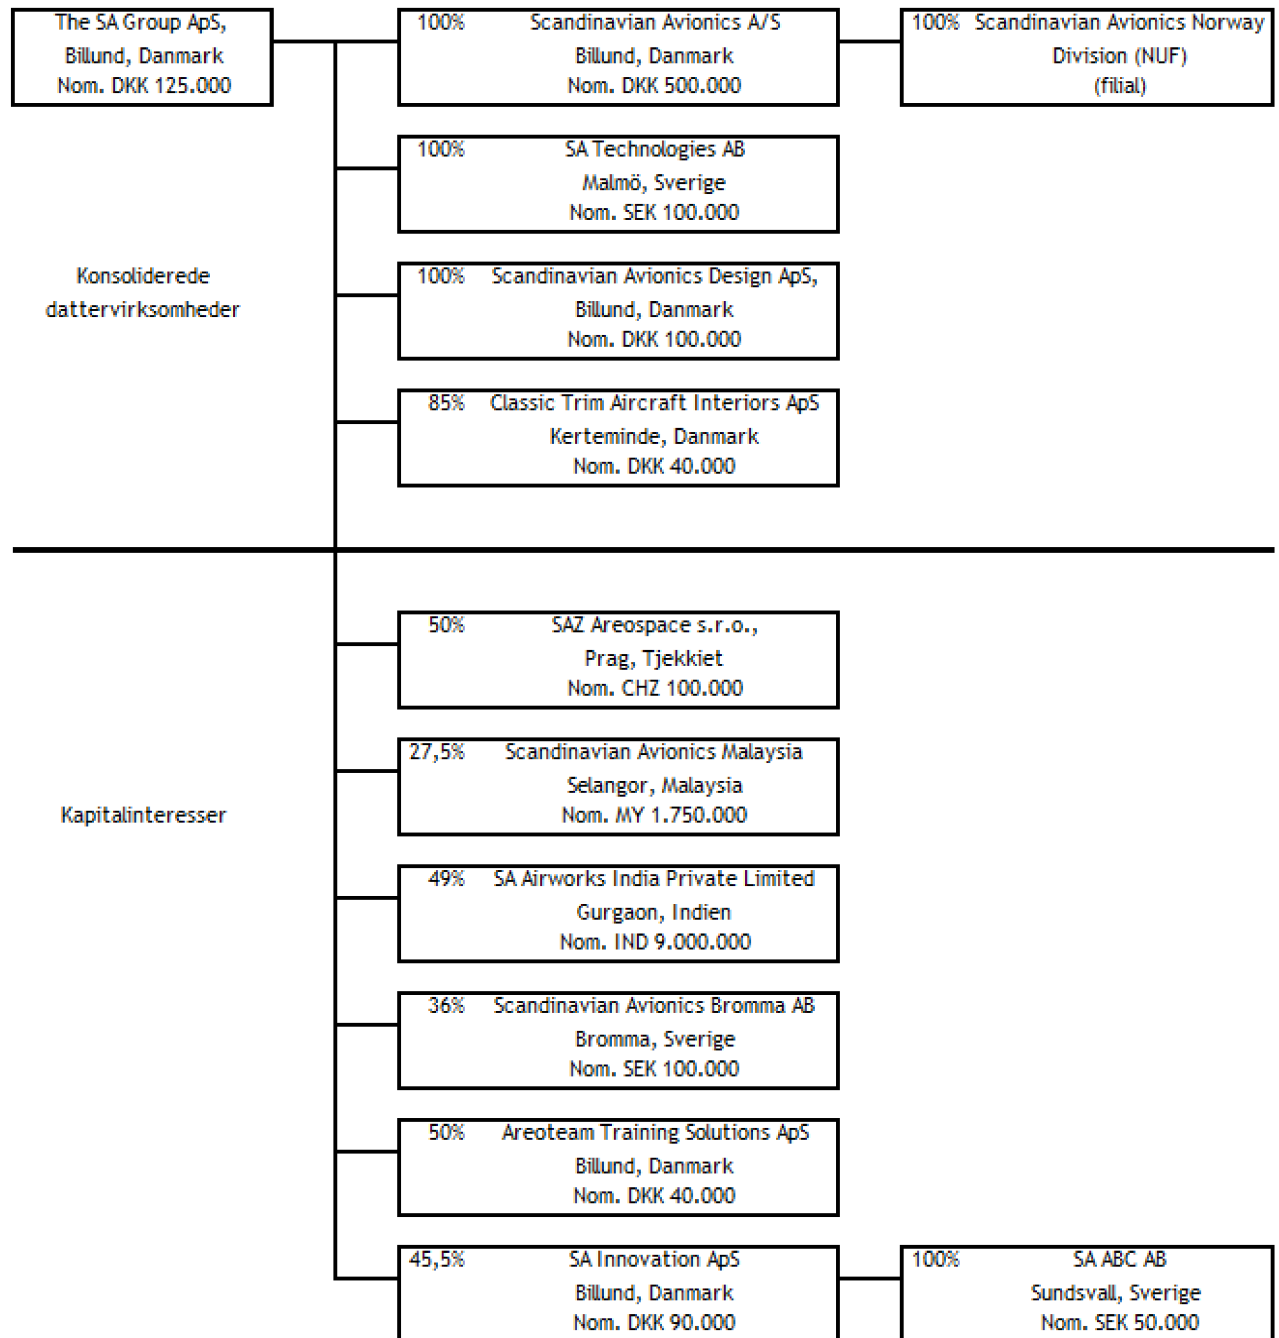 The SA Group ApS,
Billund, Danmark
Nom. DKK 125.000
100% Scandinavian Avionics A/S
Billund, Danmark
Nom. DKK 500.000
100% Scandinavian Avionics Norway
Division (NUF)
(filial)
100% SA Technologies AB
Malmö, Sverige
Nom. SEK 100.000
Konsoliderede
dattervirksomheder
100% Scandinavian Avionics Design ApS,
Billund, Danmark
Nom. DKK 100.000
85% Classic Trim Aircraft Interiors ApS
Kerteminde, Danmark
Nom. DKK 40.000
50% SAZ Areospace s.r.o.,
Prag, Tjekkiet
Nom. CHZ 100.000
27,5% Scandinavian Avionics Malaysia
Selangor, Malaysia
Nom. MY 1.750.000
Kapitalinteresser
49% SA Airworks India Private Limited
Gurgaon, Indien
Nom. IND 9.000.000
36% Scandinavian Avionics Bromma AB
Bromma, Sverige
Nom. SEK 100.000
50% Areoteam Training Solutions ApS
Billund, Danmark
Nom. DKK 40.000
45,5% SA Innovation ApS
Billund, Danmark
Nom. DKK 90.000
100% SA ABC AB
Sundsvall, Sverige
Nom. SEK 50.000